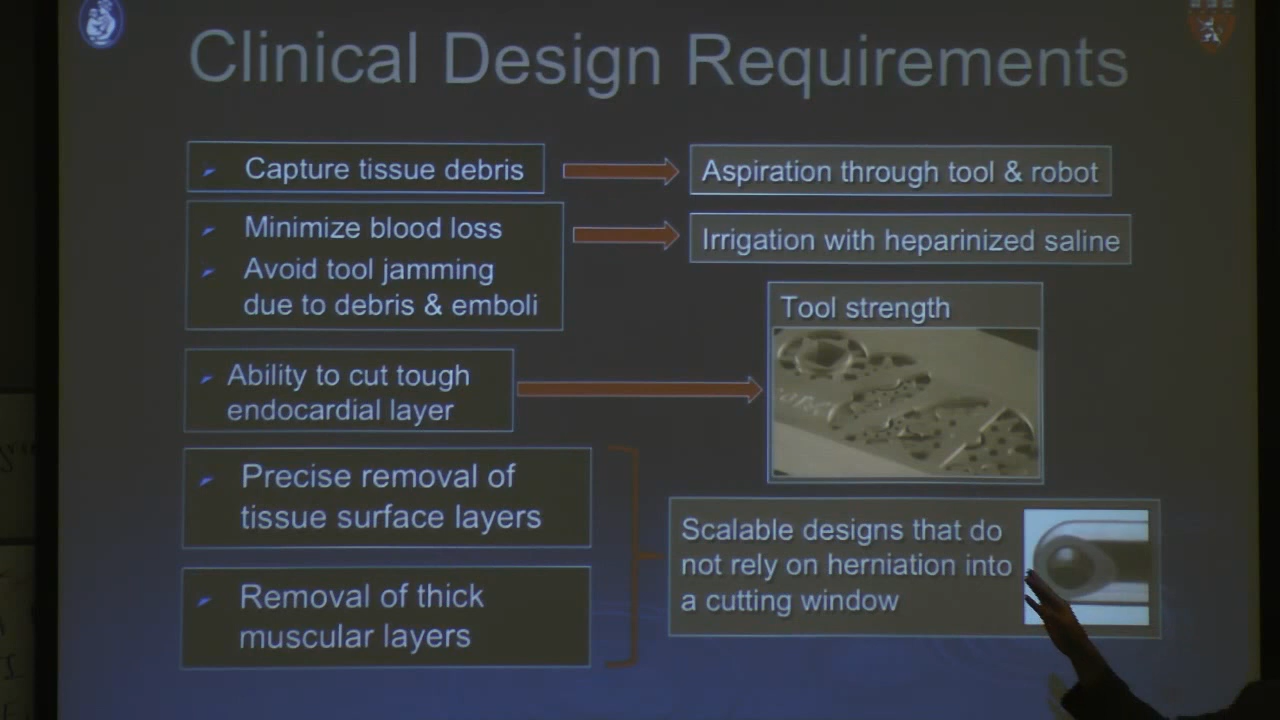 Clinical Design Requirements
Capture tissue debris
Aspiration through tool & robot
Minimize blood loss
Avoid tool jamming
due to debris & emboli
Irrigation with heparinized saline
Ability to cut tough
endocardial layer
Tool strength
Precise removal of
tissue surface layers
Removal of thick
muscular layers
Scalable designs that do
not rely on herniation into
a cutting window